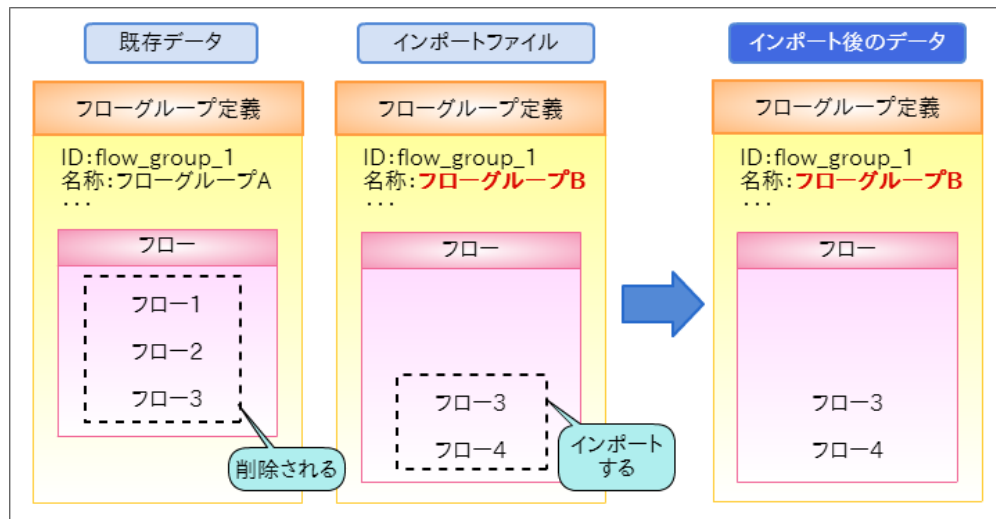 既存データ
フローグループ定義
ID:flow_group_1
名称:フローグループA
・・・
フロー
フロー1
フロー2
フロー3
削除される
インポートファイル
フローグループ定義
ID:flow_group_1
名称:フローグループB
・・・
フロー
フロー3
フロー4
インポート
する
インポート後のデータ
フローグループ定義
ID:flow_group_1
名称:フローグループB
・・・
フロー
フロー3
フロー4